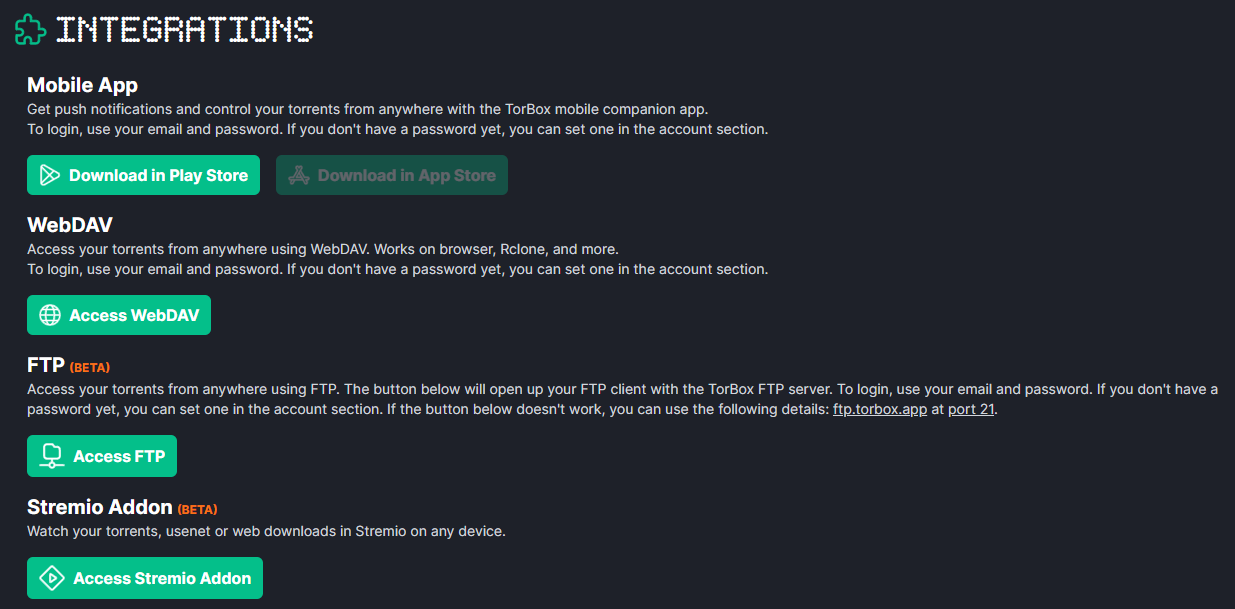 INTEGRATIONS
Mobile App
Get push notifications and control your torrents from anywhere with the TorBox mobile companion app.
To login, use your email and password. If you don't have a password yet, you can set one in the account section.
Download in Play Store
Download in App Store
WebDAV
Access your torrents from anywhere using WebDAV. Works on browser, Rclone, and more.
To login, use your email and password. If you don't have a password yet, you can set one in the account section.
Access WebDAV
FTP (BETA)
Access your torrents from anywhere using FTP. The button below will open up your FTP client with the TorBox FTP server. To login, use your email and password. If you don't have a
password yet, you can set one in the account section. If the button below doesn't work, you can use the following details: ftp.torbox.app at port 21.
Access FTP
Stremio Addon (BETA)
Watch your torrents, usenet or web downloads in Stremio on any device.
Access Stremio Addon